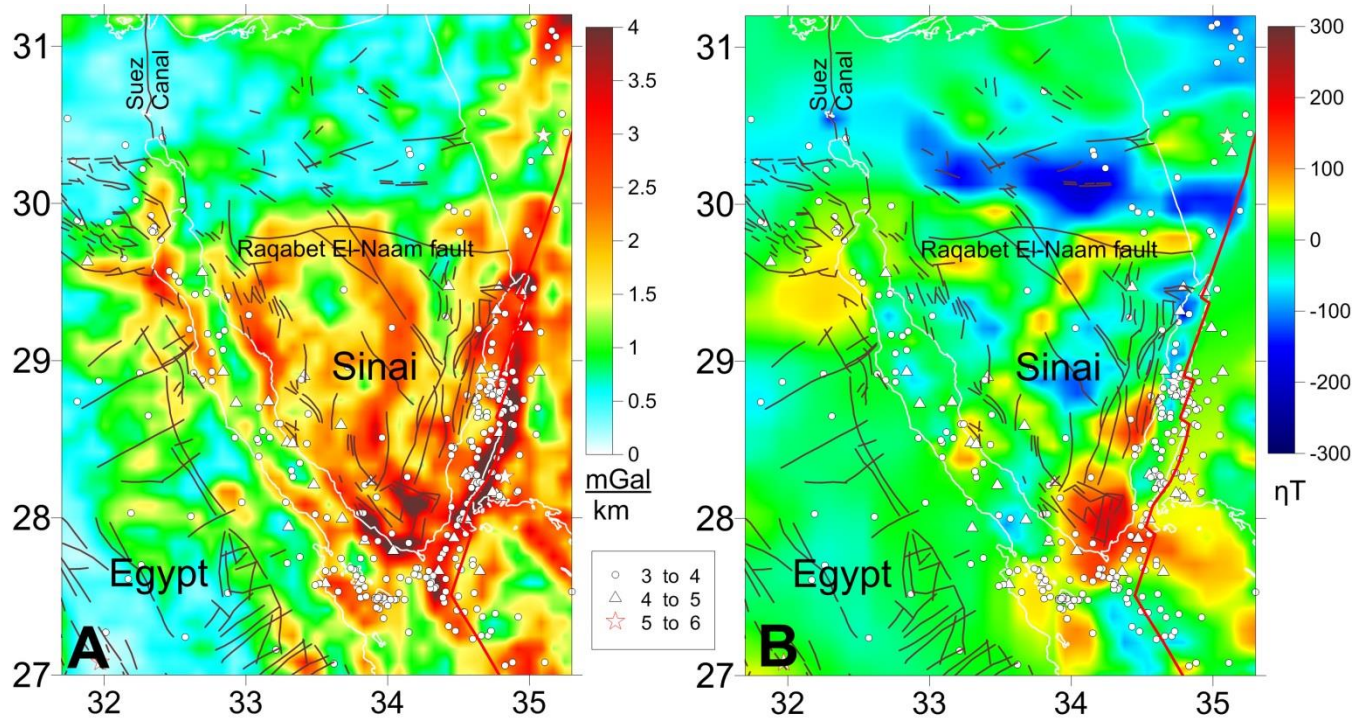 31
30
29
28
27
32
33
34
35
Suez
Canal
Raqabet El-Naam fault
Sinai
Egypt
A
4
3.5
3
2.5
2
1.5
1
0.5
0
mGal
km
3 to 4
4 to 5
5 to 6
31
30
29
28
27
32
33
34
35
Suez
Canal
Raqabet El-Naam fault
Sinai
Egypt
B
300
200
100
0
-100
-200
-300
ηT